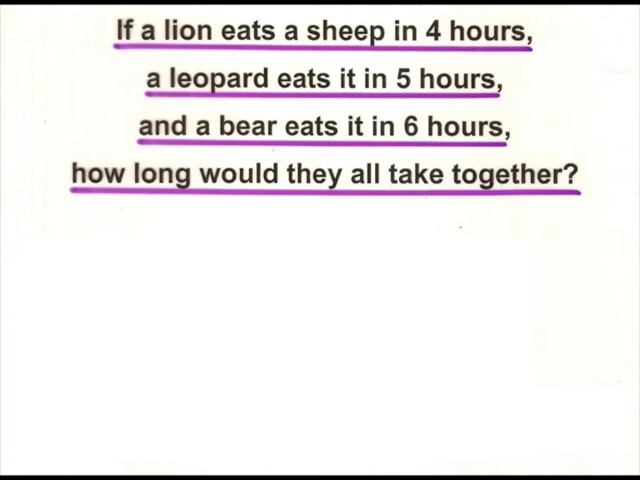 If a lion eats a sheep in 4 hours,
a leopard eats it in 5 hours,
and a bear eats it in 6 hours,
how long would they all take together?